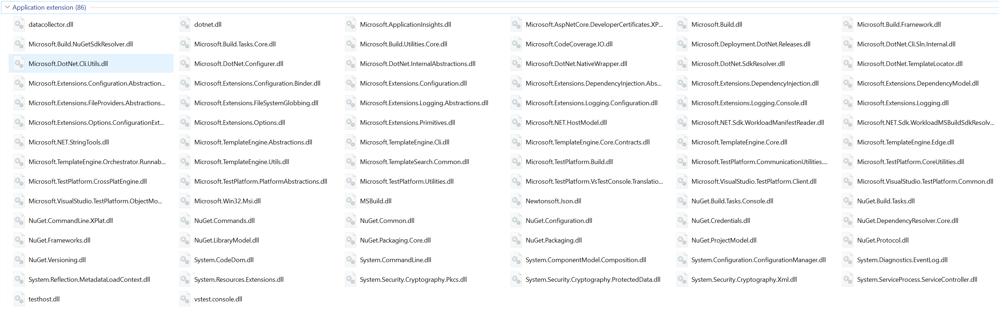 Application extension (86)
datacollector.dll dotnet.dll Microsoft.ApplicationInsights.dll Microsoft.AspNetCore.DeveloperCertificates.XP... Microsoft.Build.dll Microsoft.Build.Framework.dll
Microsoft.Build.NuGetSdkResolver.dll Microsoft.Build.Tasks.Core.dll Microsoft.Build.Utilities.Core.dll Microsoft.CodeCoverage.IO.dll Microsoft.Deployment.DotNet.Releases.dll Microsoft.DotNet.Cli.Sln.Internal.dll
Microsoft.DotNet.Cli.Utils.dll Microsoft.DotNet.Configurer.dll Microsoft.DotNet.InternalAbstractions.dll Microsoft.DotNet.NativeWrapper.dll Microsoft.DotNet.SdkResolver.dll Microsoft.DotNet.TemplateLocator.dll
Microsoft.Extensions.Configuration.Abstraction... Microsoft.Extensions.Configuration.Binder.dll Microsoft.Extensions.Configuration.dll Microsoft.Extensions.DependencyInjection.Abs... Microsoft.Extensions.DependencyInjection.dll Microsoft.Extensions.DependencyModel.dll
Microsoft.Extensions.FileProviders.Abstractions... Microsoft.Extensions.FileSystemGlobbing.dll Microsoft.Extensions.Logging.Abstractions.dll Microsoft.Extensions.Logging.Configuration.dll Microsoft.Extensions.Logging.Console.dll Microsoft.Extensions.Logging.dll
Microsoft.Extensions.Options.ConfigurationExt... Microsoft.Extensions.Options.dll Microsoft.Extensions.Primitives.dll Microsoft.NET.HostModel.dll Microsoft.NET.Sdk.WorkloadManifestReader.dll Microsoft.NET.Sdk.WorkloadMSBuildSdkResolv...
Microsoft.NET.StringTools.dll Microsoft.TemplateEngine.Abstractions.dll Microsoft.TemplateEngine.Cli.dll Microsoft.TemplateEngine.Core.Contracts.dll Microsoft.TemplateEngine.Core.dll Microsoft.TemplateEngine.Edge.dll
Microsoft.TemplateEngine.Orchestrator.Runnab... Microsoft.TemplateEngine.Utils.dll Microsoft.TemplateSearch.Common.dll Microsoft.TestPlatform.Build.dll Microsoft.TestPlatform.CommunicationUtilities.... Microsoft.TestPlatform.CoreUtilities.dll
Microsoft.TestPlatform.CrossPlatEngine.dll Microsoft.TestPlatform.PlatformAbstractions.dll Microsoft.TestPlatform.Utilities.dll Microsoft.TestPlatform.VsTestConsole.Translatio... Microsoft.VisualStudio.TestPlatform.Client.dll Microsoft.VisualStudio.TestPlatform.Common.dll
Microsoft.VisualStudio.TestPlatform.ObjectMo... Microsoft.Win32.Msi.dll MSBuild.dll Newtonsoft.Json.dll NuGet.Build.Tasks.Console.dll NuGet.Build.Tasks.dll
NuGet.CommandLine.XPlat.dll NuGet.Commands.dll NuGet.Common.dll NuGet.Configuration.dll NuGet.Credentials.dll NuGet.DependencyResolver.Core.dll
NuGet.Frameworks.dll NuGet.LibraryModel.dll NuGet.Packaging.Core.dll NuGet.Packaging.dll NuGet.ProjectModel.dll NuGet.Protocol.dll
NuGet.Versioning.dll System.CodeDom.dll System.CommandLine.dll System.ComponentModel.Composition.dll System.Configuration.ConfigurationManager.dll System.Diagnostics.EventLog.dll
System.Reflection.MetadataLoadContext.dll System.Resources.Extensions.dll System.Security.Cryptography.Pkcs.dll System.Security.Cryptography.ProtectedData.dll System.Security.Cryptography.Xml.dll System.ServiceProcess.ServiceController.dll
testhost.dll vstest.console.dll